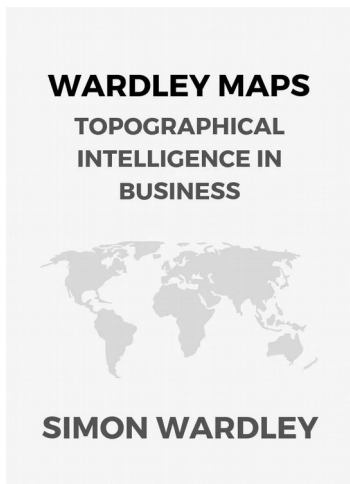 WARDLEY MAPS
TOPOGRAPHICAL
INTELLIGENCE IN
BUSINESS
SIMON WARDLEY